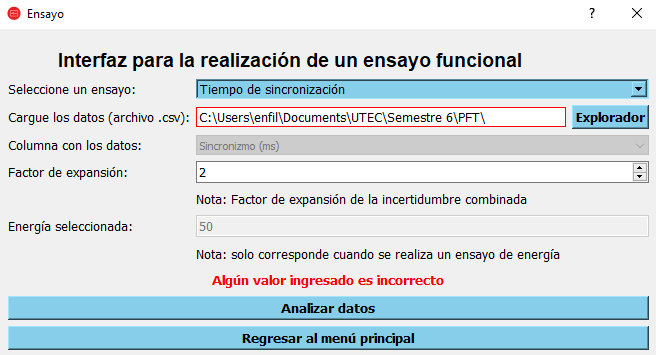 Ensayo
Interfaz para la realización de un ensayo funcional
Seleccione un ensayo: Tiempo de sincronización
Cargue los datos (archivo .csv): C:\Users\enfil\Documents\UTEC\Semestre 6\PFT\ Explorador
Columna con los datos: Sincronizmo (ms)
Factor de expansión: 2
Nota: Factor de expansión de la incertidumbre combinada
Energía seleccionada: 50
Nota: solo corresponde cuando se realiza un ensayo de energía
Algún valor ingresado es incorrecto
Analizar datos
Regresar al menú principal